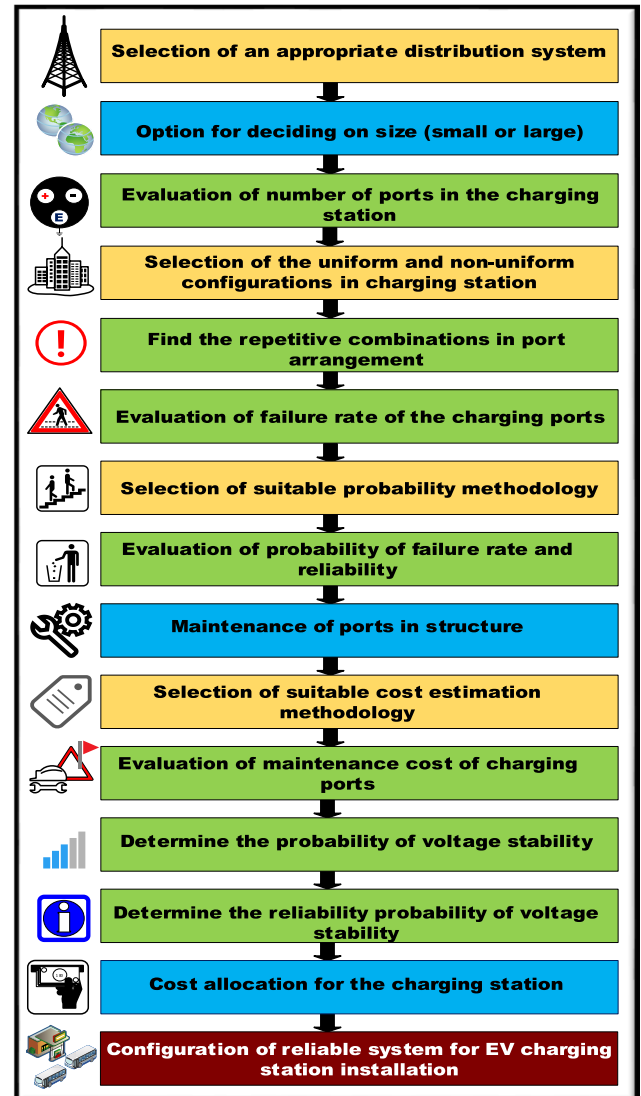 Selection of an appropriate distribution system
Option for deciding on size (small or large)
+ -
E
Evaluation of number of ports in the charging
station
Selection of the uniform and non-uniform
configurations in charging station
!
Find the repetitive combinations in port
arrangement
Evaluation of failure rate of the charging ports
Selection of suitable probability methodology
Evaluation of probability of failure rate and
reliability
Maintenance of ports in structure
Selection of suitable cost estimation
methodology
Evaluation of maintenance cost of charging
ports
Determine the probability of voltage stability
i
Determine the reliability probability of voltage
stability
Cost allocation for the charging station
Configuration of reliable system for EV charging
station installation